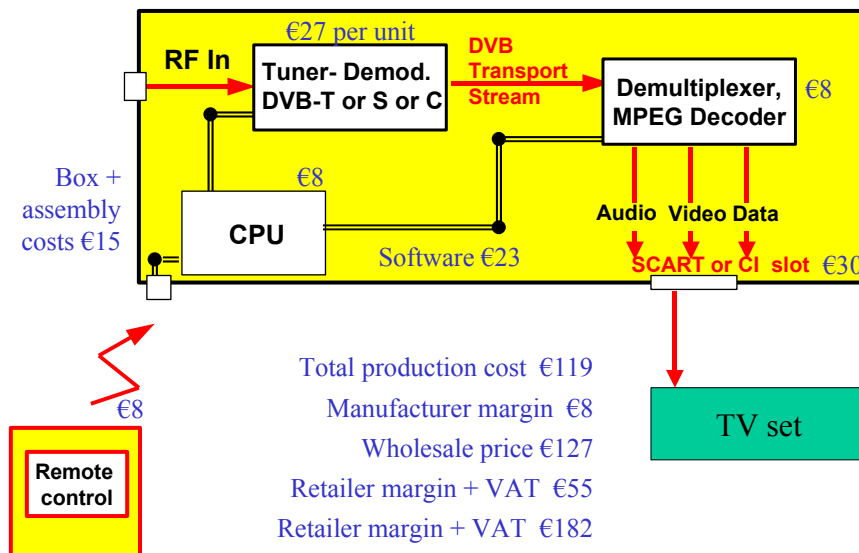 €27 per unit
RF In
Tuner- Demod.
DVB-T or S or C
DVB
Transport
Stream
Demultiplexer,
MPEG Decoder
€8
Box +
assembly
costs €15
€8
CPU
Software €23
Audio Video Data
SCART or CI slot €30
€8
Remote
control
Total production cost €119
Manufacturer margin €8
Wholesale price €127
Retailer margin + VAT €55
Retailer margin + VAT €182
TV set